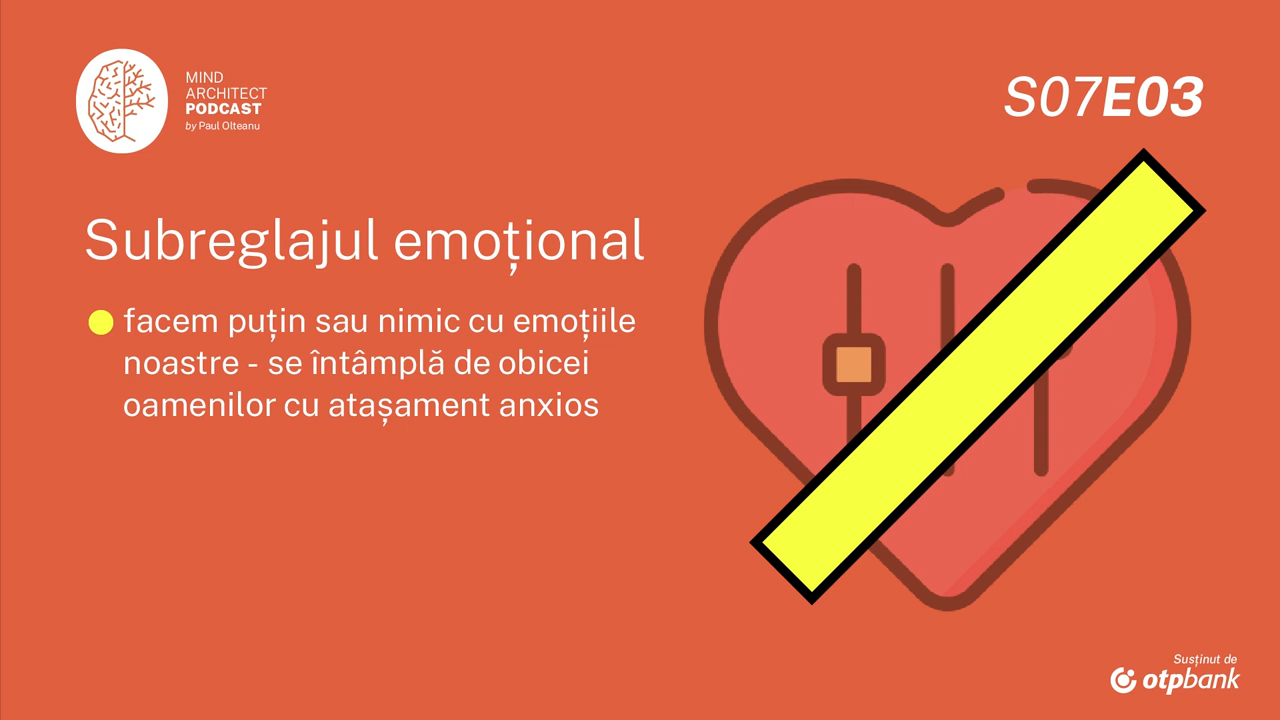 MIND
ARCHITECT
PODCAST
by Paul Olteanu
S07E03
Subreglajul emoțional
facem puțin sau nimic cu emoțiile
noastre - se întâmplă de obicei
oamenilor cu atașament anxios
Susținut de
otpbank